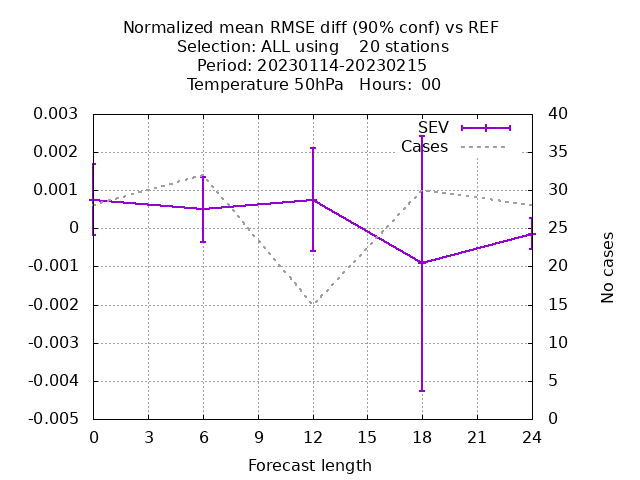 Normalized mean RMSE diff (90% conf) vs REF
Selection: ALL using    20 stations
Period: 20230114-20230215
Temperature 50hPa   Hours:  00
0.003
0.002
0.001
0
-0.001
-0.002
-0.003
-0.004
-0.005
SEV
Cases
40
35
30
25
20
15
10
5
0
No cases
0 3 6 9 12 15 18 21 24
Forecast length